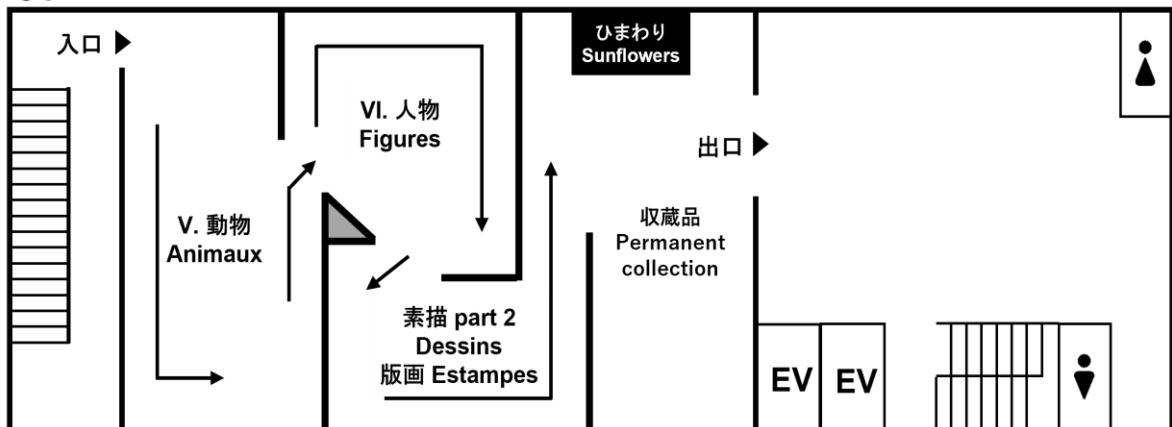 入口
V. 動物
Animaux
VI. 人物
Figures
素描 part 2
Dessins
版画 Estampes
ひまわり
Sunflowers
収蔵品
Permanent
collection
出口
EV
EV